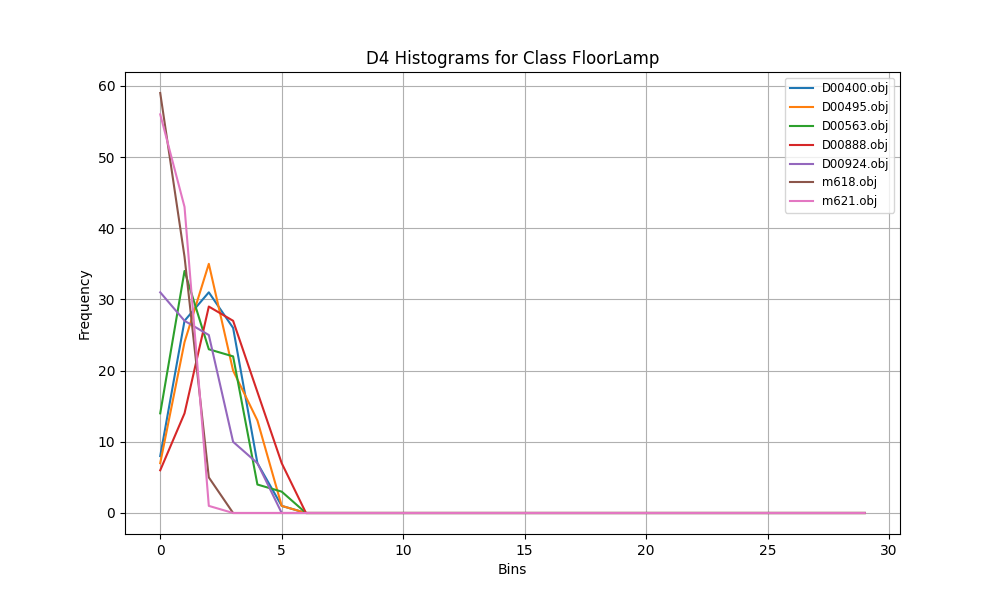 D4 Histograms for Class FloorLamp
60
50
40
30
20
10
0
Frequency
D00400.obj
D00495.obj
D00563.obj
D00888.obj
D00924.obj
m618.obj
m621.obj
0 5 10 15 20 25 30
Bins